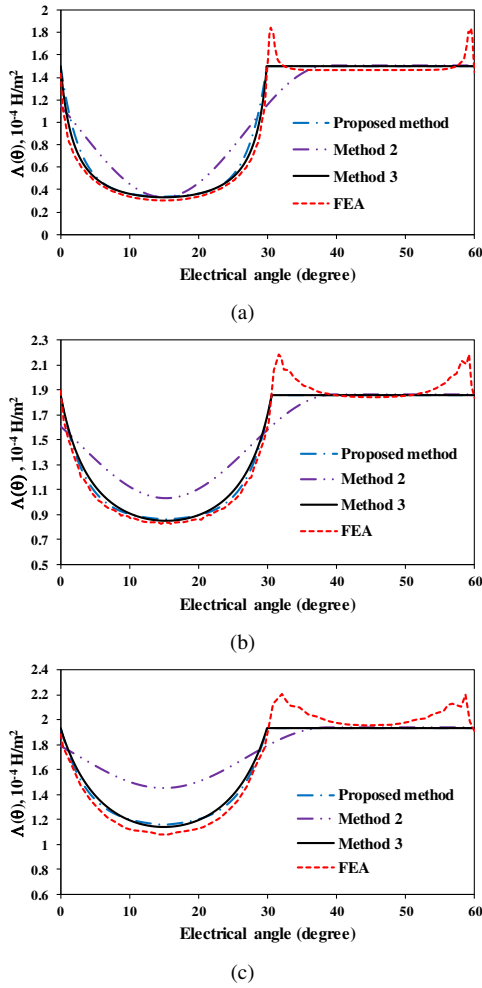 2
1.8
1.6
1.4
1.2
1
0.8
0.6
0.4
0.2
0
Λ(θ), 10⁻⁴ H/m²
Proposed method
Method 2
Method 3
FEA
0 10 20 30 40 50 60
Electrical angle (degree)
(a)
2.3
2.1
1.9
1.7
1.5
1.3
1.1
0.9
0.7
0.5
Λ(θ), 10⁻⁴ H/m²
Proposed method
Method 2
Method 3
FEA
0 10 20 30 40 50 60
Electrical angle (degree)
(b)
2.4
2.2
2
1.8
1.6
1.4
1.2
1
0.8
0.6
Λ(θ), 10⁻⁴ H/m²
Proposed method
Method 2
Method 3
FEA
0 10 20 30 40 50 60
Electrical angle (degree)
(c)